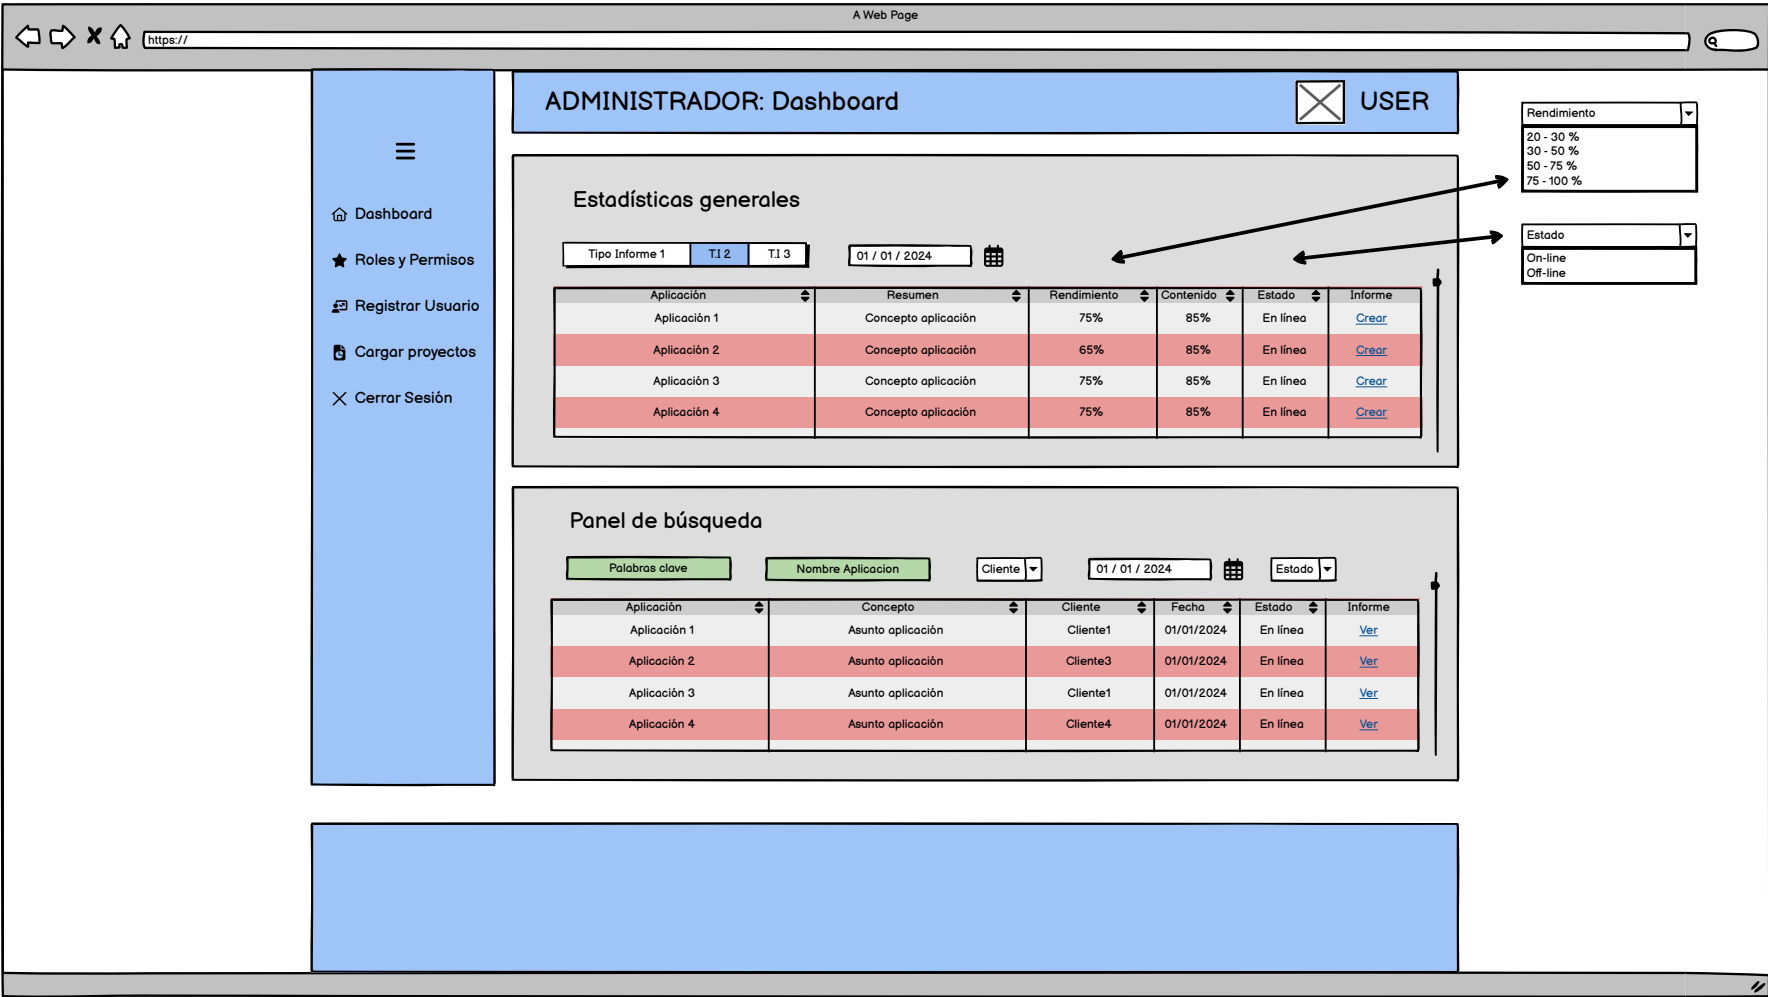 A Web Page
https://
ADMINISTRADOR: Dashboard
USER
Dashboard
Roles y Permisos
Registrar Usuario
Cargar proyectos
Cerrar Sesión
Estadísticas generales
Tipo Informe 1 T.I 2 T.I 3 01 / 01 / 2024
Aplicación Resumen Rendimiento Contenido Estado Informe
Aplicación 1 Concepto aplicación 75% 85% En línea Crear
Aplicación 2 Concepto aplicación 65% 85% En línea Crear
Aplicación 3 Concepto aplicación 75% 85% En línea Crear
Aplicación 4 Concepto aplicación 75% 85% En línea Crear
Panel de búsqueda
Palabras clave Nombre Aplicacion Cliente 01 / 01 / 2024 Estado
Aplicación Concepto Cliente Fecha Estado Informe
Aplicación 1 Asunto aplicación Cliente1 01/01/2024 En línea Ver
Aplicación 2 Asunto aplicación Cliente3 01/01/2024 En línea Ver
Aplicación 3 Asunto aplicación Cliente1 01/01/2024 En línea Ver
Aplicación 4 Asunto aplicación Cliente4 01/01/2024 En línea Ver
Rendimiento
20 - 30 %
30 - 50 %
50 - 75 %
75 - 100 %
Estado
On-line
Off-line